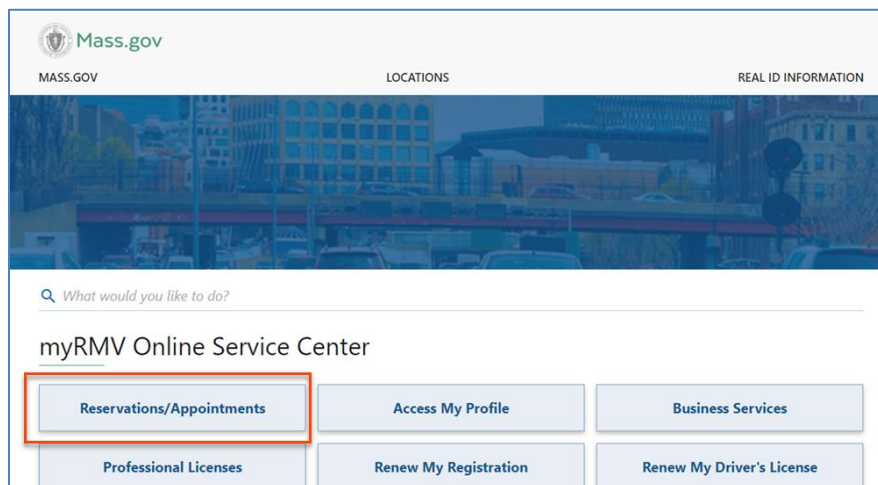 Mass.gov
MASS.GOV LOCATIONS REAL ID INFORMATION
What would you like to do?
myRMV Online Service Center
Reservations/Appointments Access My Profile Business Services
Professional Licenses Renew My Registration Renew My Driver's License